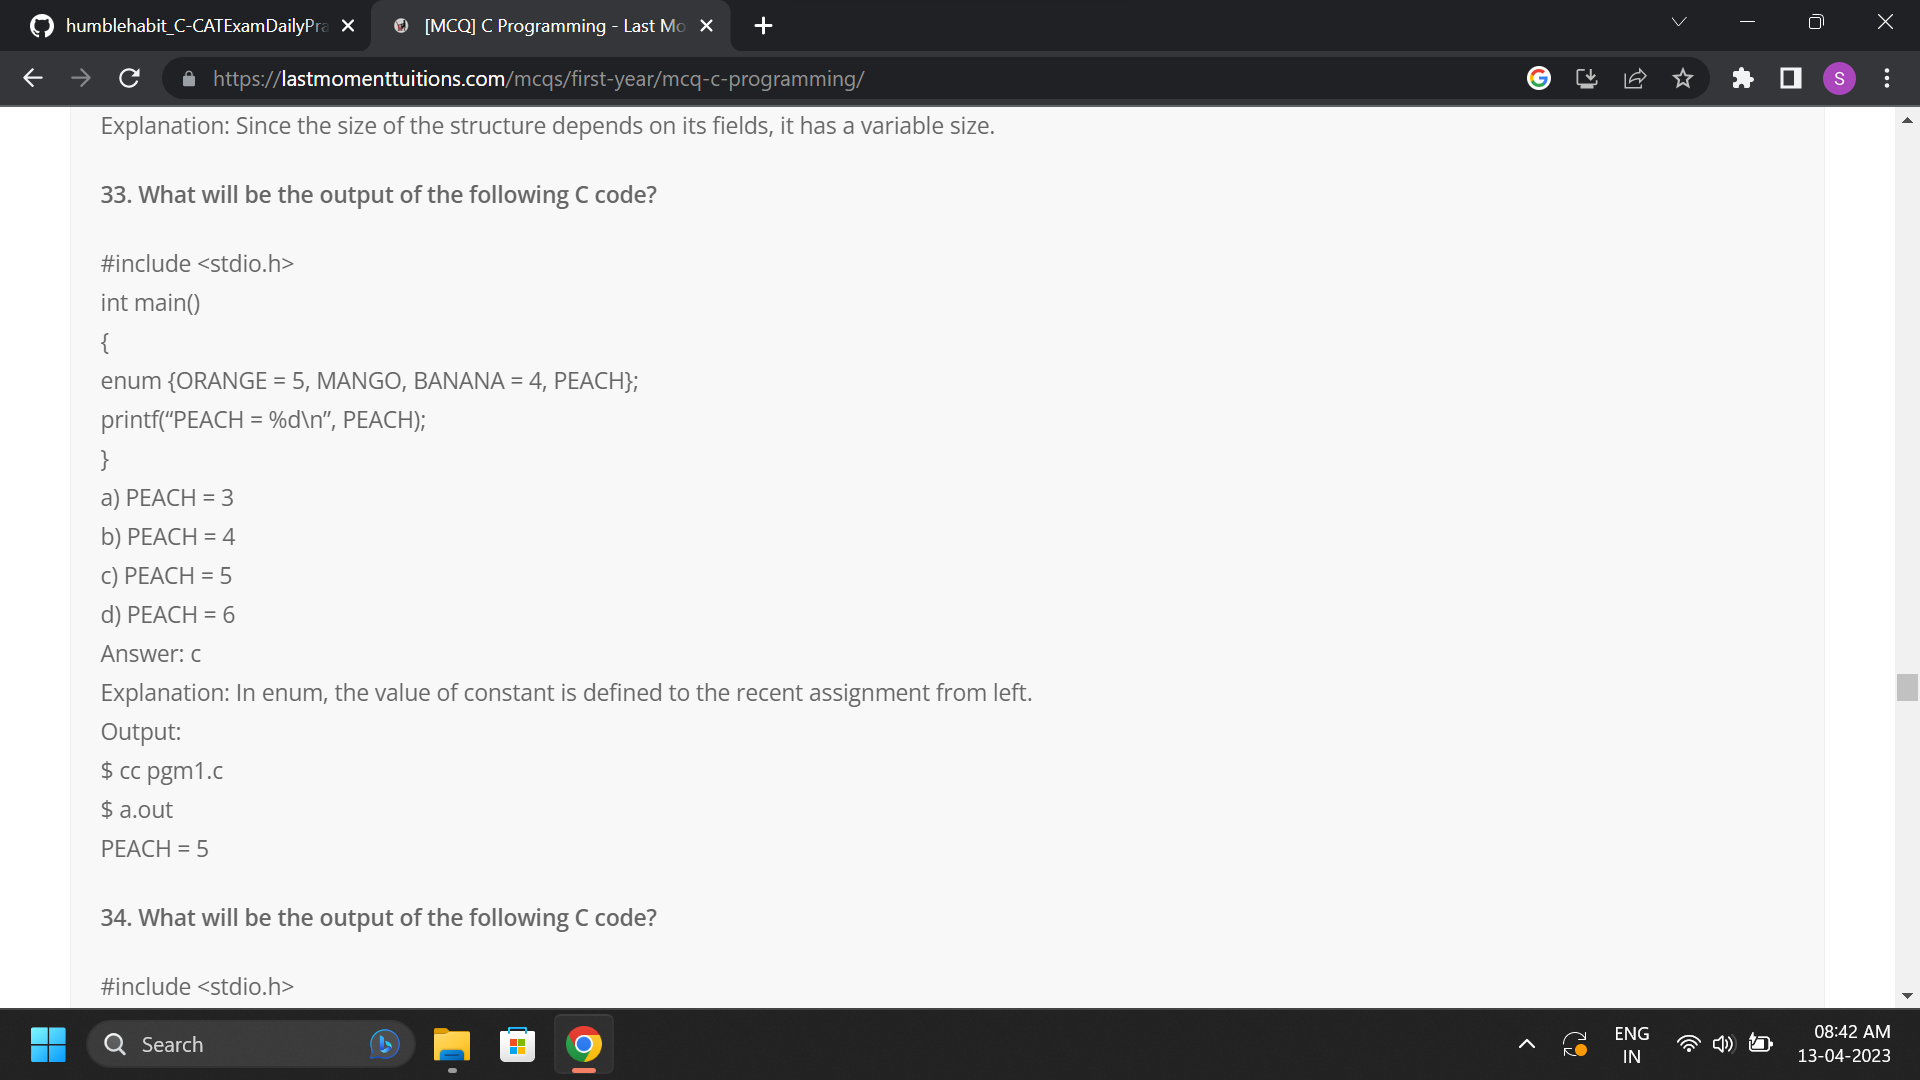 humblehabit_C-CATExamDailyPra
[MCQ] C Programming - Last Mo
https://lastmomenttuitions.com/mcqs/first-year/mcq-c-programming/
S
Explanation: Since the size of the structure depends on its fields, it has a variable size.
33. What will be the output of the following C code?
#include <stdio.h>
int main()
{
enum {ORANGE = 5, MANGO, BANANA = 4, PEACH};
printf(“PEACH = %d\n”, PEACH);
}
a) PEACH = 3
b) PEACH = 4
c) PEACH = 5
d) PEACH = 6
Answer: c
Explanation: In enum, the value of constant is defined to the recent assignment from left.
Output:
$ cc pgm1.c
$ a.out
PEACH = 5
34. What will be the output of the following C code?
#include <stdio.h>
Search
ENG
IN
08:42 AM
13-04-2023